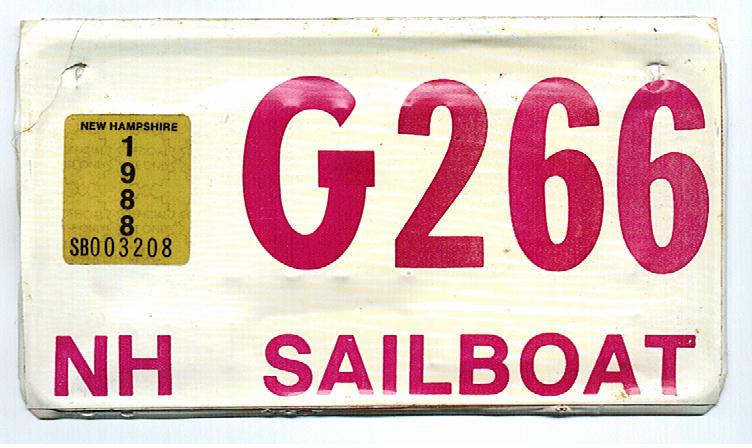 G266
NEW HAMPSHIRE
1
9
8
8
SB003208
NH SAILBOAT